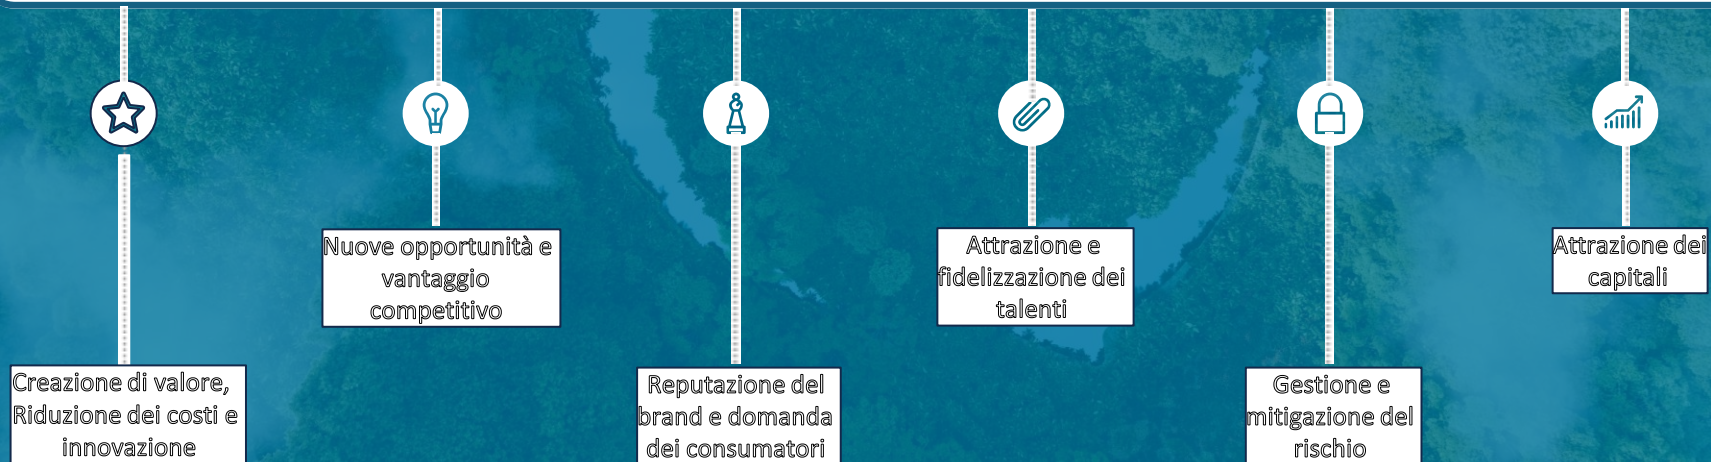 Creazione di valore,
Riduzione dei costi e
innovazione
Nuove opportunità e
vantaggio
competitivo
Reputazione del
brand e domanda
dei consumatori
Attrazione e
fidelizzazione dei
talenti
Gestione e
mitigazione del
rischio
Attrazione dei
capitali